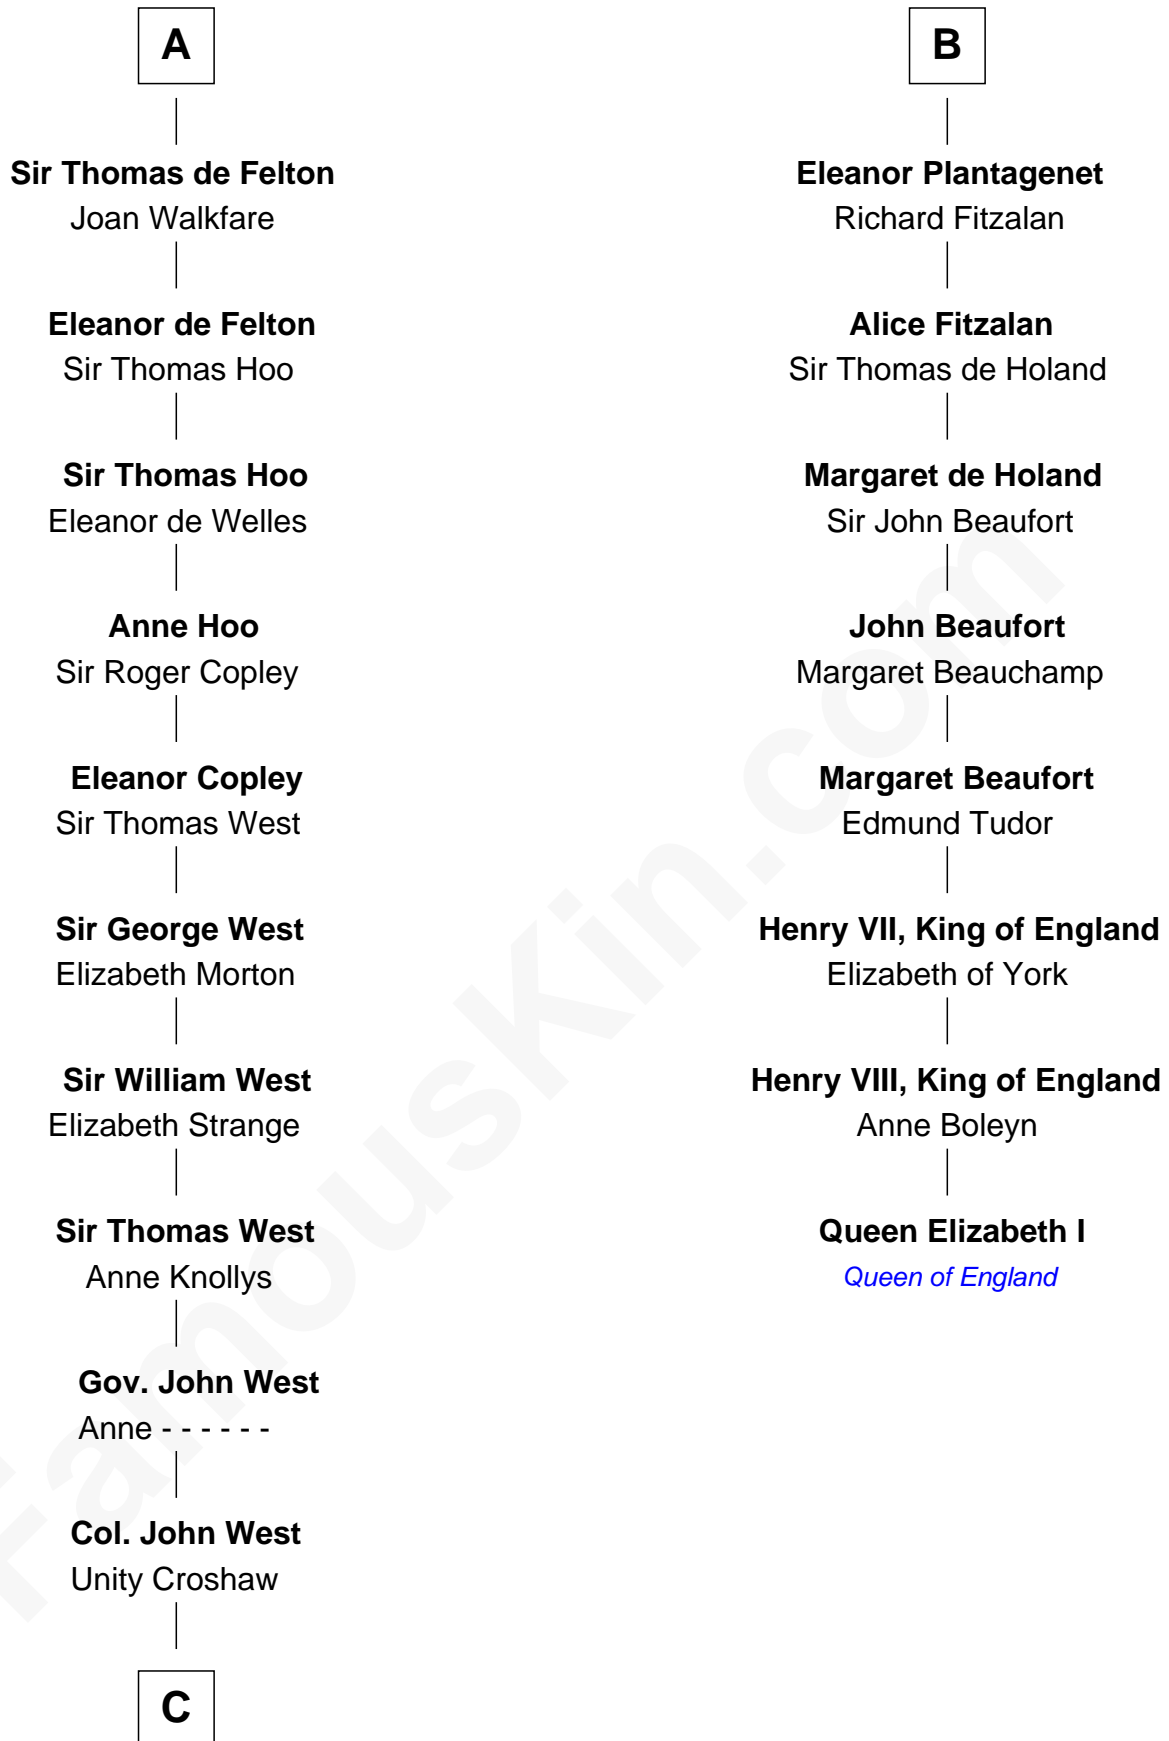 A
Sir Thomas de Felton
Joan Walkfare
Eleanor de Felton
Sir Thomas Hoo
Sir Thomas Hoo
Eleanor de Welles
Anne Hoo
Sir Roger Copley
Eleanor Copley
Sir Thomas West
Sir George West
Elizabeth Morton
Sir William West
Elizabeth Strange
Sir Thomas West
Anne Knollys
Gov. John West
Anne - - - - - -
Col. John West
Unity Croshaw
C
B
Eleanor Plantagenet
Richard Fitzalan
Alice Fitzalan
Sir Thomas de Holand
Margaret de Holand
Sir John Beaufort
John Beaufort
Margaret Beauchamp
Margaret Beaufort
Edmund Tudor
Henry VII, King of England
Elizabeth of York
Henry VIII, King of England
Anne Boleyn
Queen Elizabeth I
Queen of England
FamousKin.com